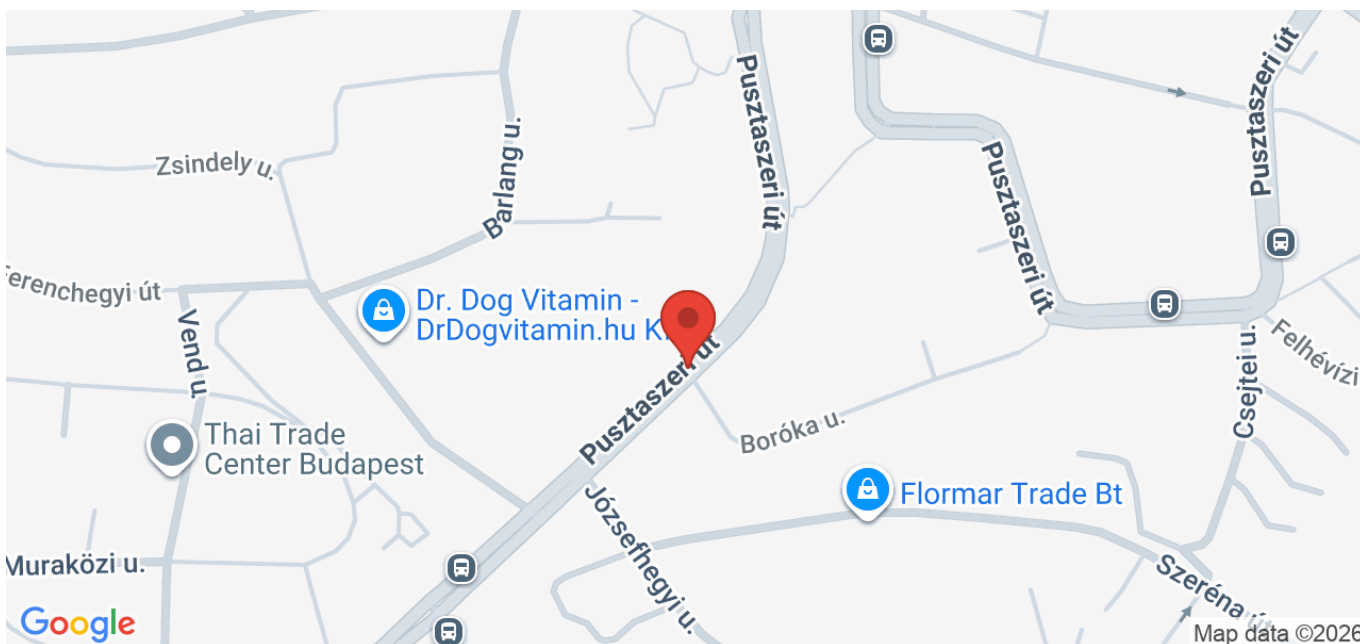 Pusztaszeri út
Pusztaszeri út
Zsindely u.
Barlang u.
Pusztaszeri út
Ferenchegyi út
Dr. Dog Vitamin -
DrDogvitamin.hu
Vend u.
Pusztaszeri út
Felhévízi
Csejtei u.
Boróka u.
Thai Trade
Center Budapest
Flormar Trade Bt
Józsefhegyi u.
Muraközi u.
Szeréna út
Google
Map data ©2026